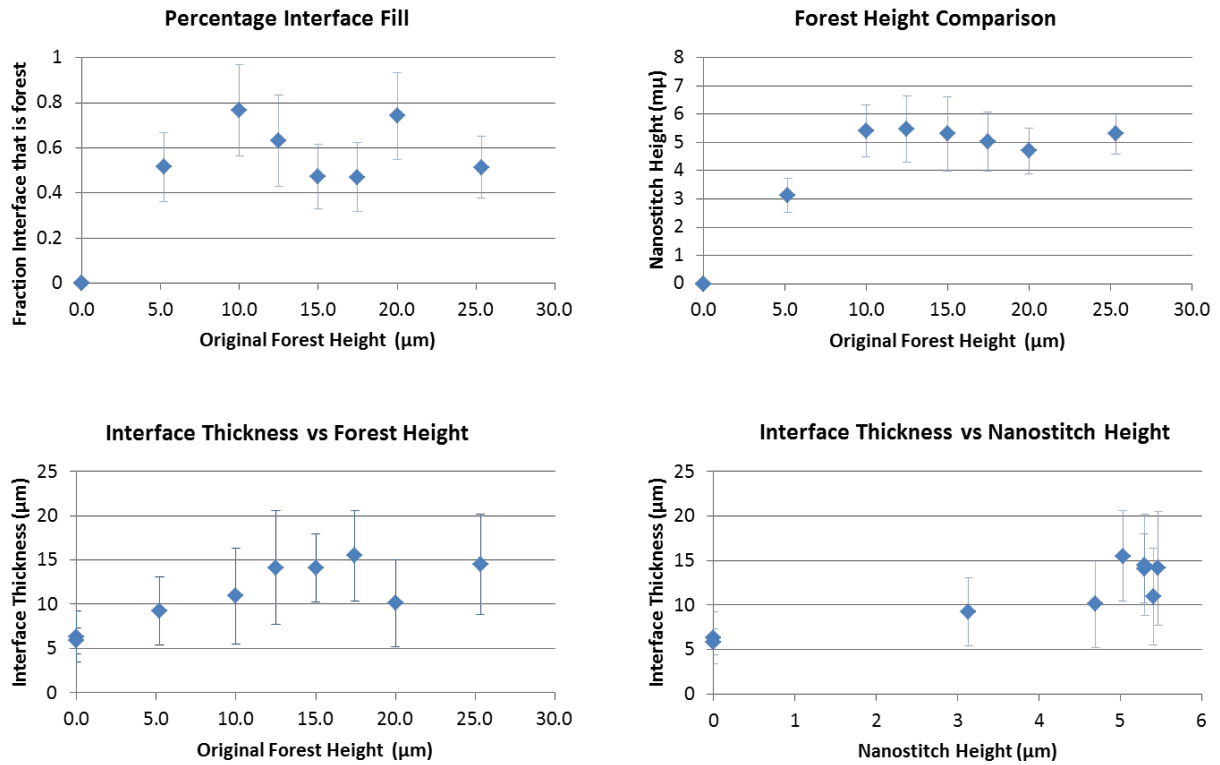 Percentage Interface Fill
Fraction Interface that is forest
1
0.8
0.6
0.4
0.2
0
0.0 5.0 10.0 15.0 20.0 25.0 30.0
Original Forest Height (µm)
Forest Height Comparison
Nanostitch Height (mµ)
8
7
6
5
4
3
2
1
0
0.0 5.0 10.0 15.0 20.0 25.0 30.0
Original Forest Height (µm)
Interface Thickness vs Forest Height
Interface Thickness (µm)
25
20
15
10
5
0
0.0 5.0 10.0 15.0 20.0 25.0 30.0
Original Forest Height (µm)
Interface Thickness vs Nanostitch Height
Interface Thickness (µm)
25
20
15
10
5
0
0 1 2 3 4 5 6
Nanostitch Height (µm)